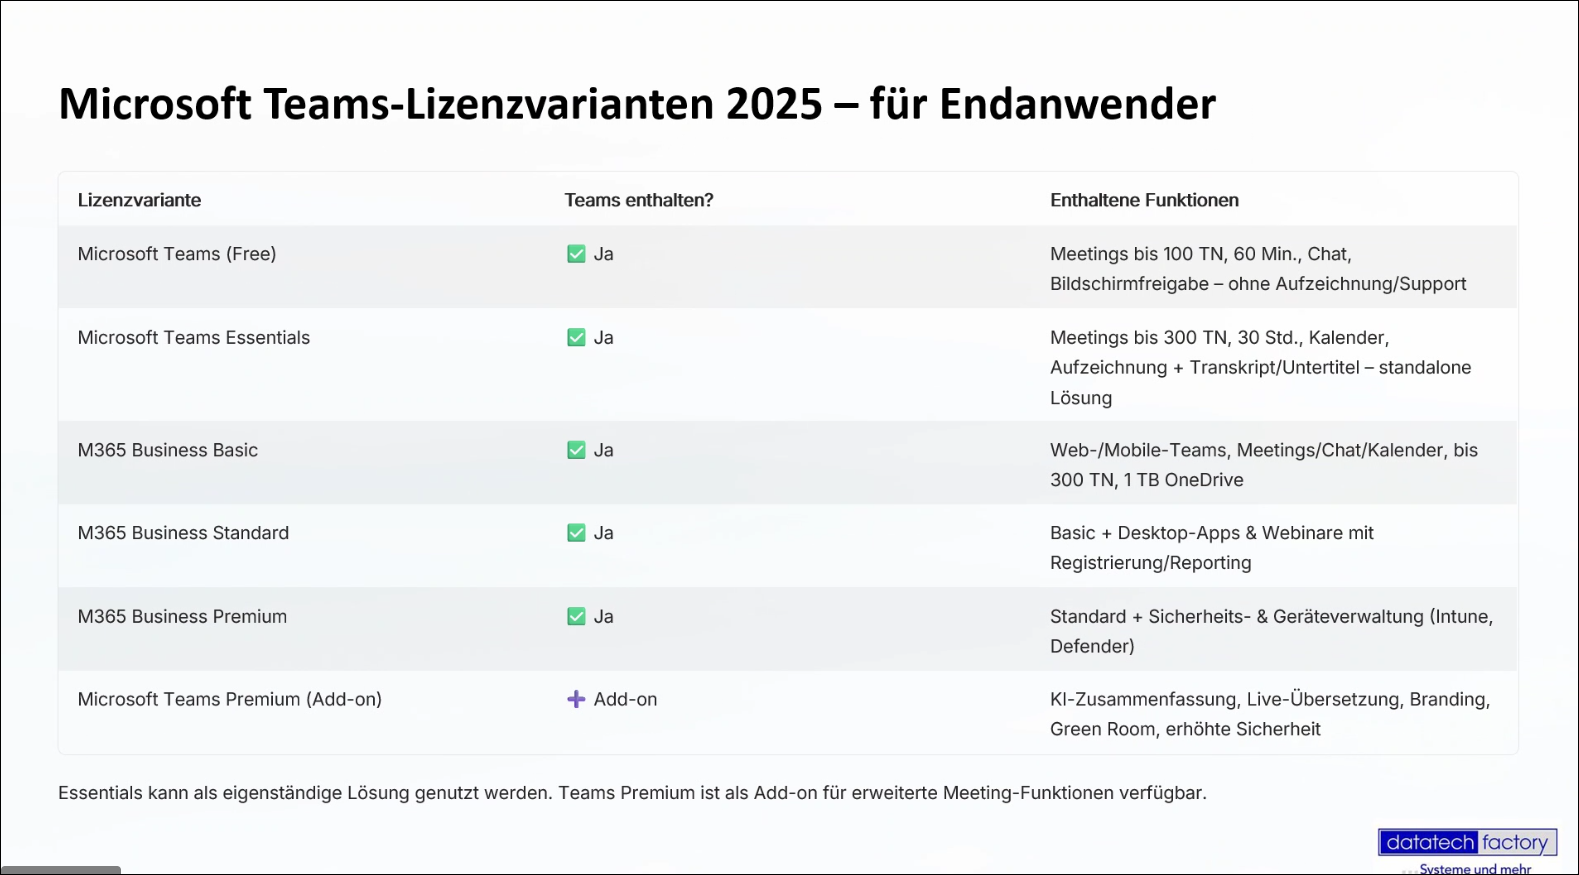 Microsoft Teams-Lizenzvarianten 2025 – für Endanwender
Lizenzvariante
Teams enthalten?
Enthaltene Funktionen
Microsoft Teams (Free)
Ja
Meetings bis 100 TN, 60 Min., Chat,
Bildschirmfreigabe – ohne Aufzeichnung/Support
Microsoft Teams Essentials
Ja
Meetings bis 300 TN, 30 Std., Kalender,
Aufzeichnung + Transkript/Untertitel – standalone
Lösung
M365 Business Basic
Ja
Web-/Mobile-Teams, Meetings/Chat/Kalender, bis
300 TN, 1 TB OneDrive
M365 Business Standard
Ja
Basic + Desktop-Apps & Webinare mit
Registrierung/Reporting
M365 Business Premium
Ja
Standard + Sicherheits- & Geräteverwaltung (Intune,
Defender)
Microsoft Teams Premium (Add-on)
Add-on
KI-Zusammenfassung, Live-Übersetzung, Branding,
Green Room, erhöhte Sicherheit
Essentials kann als eigenständige Lösung genutzt werden. Teams Premium ist als Add-on für erweiterte Meeting-Funktionen verfügbar.
datatech factory
...Systeme und mehr